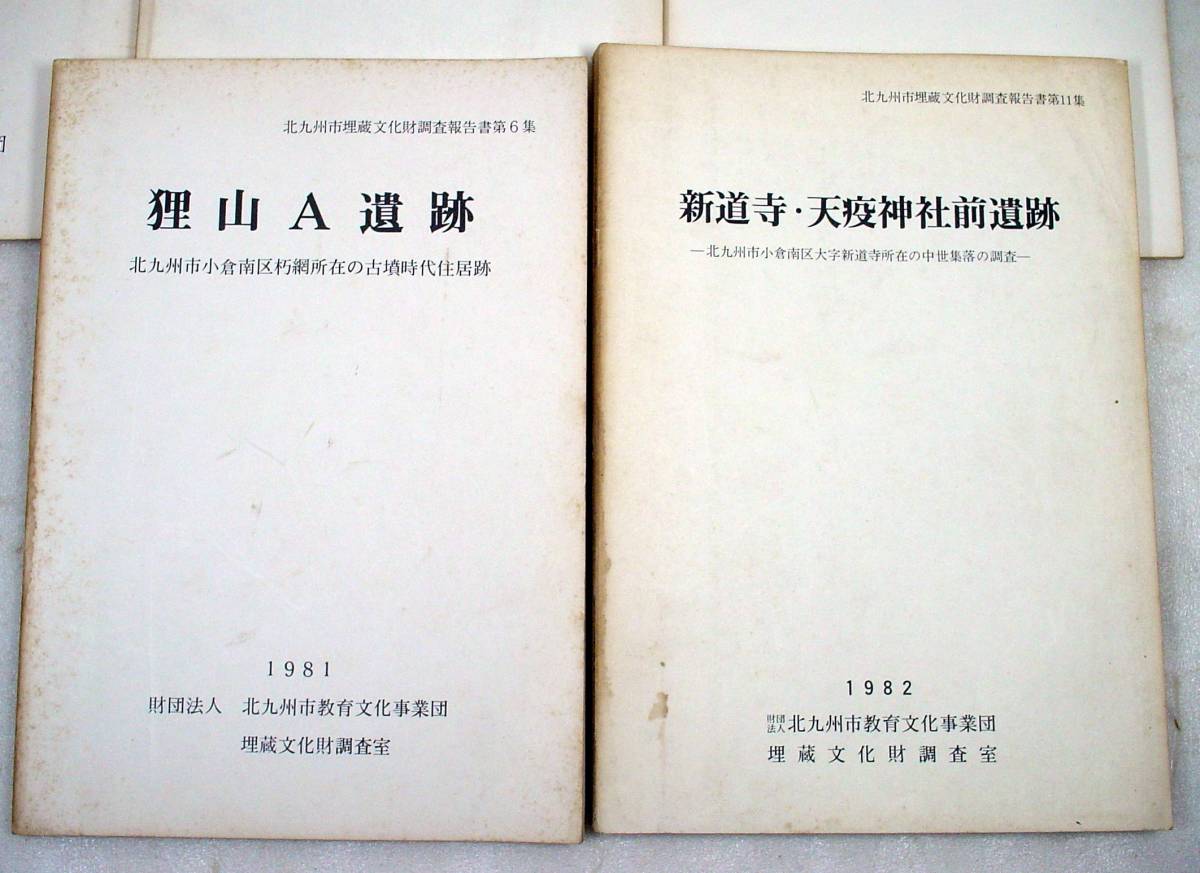 北九州市埋蔵文化財調査報告書第6集
狸山A遺跡
北九州市小倉南区朽網所在の古墳時代住居跡
1981
財団法人 北九州市教育文化事業団
埋蔵文化財調査室
北九州市埋蔵文化財調査報告書第11集
新道寺・天疫神社前遺跡
―北九州市小倉南区大字新道寺所在の中世集落の調査―
1982
財団法人北九州市教育文化事業団
埋蔵文化財調査室